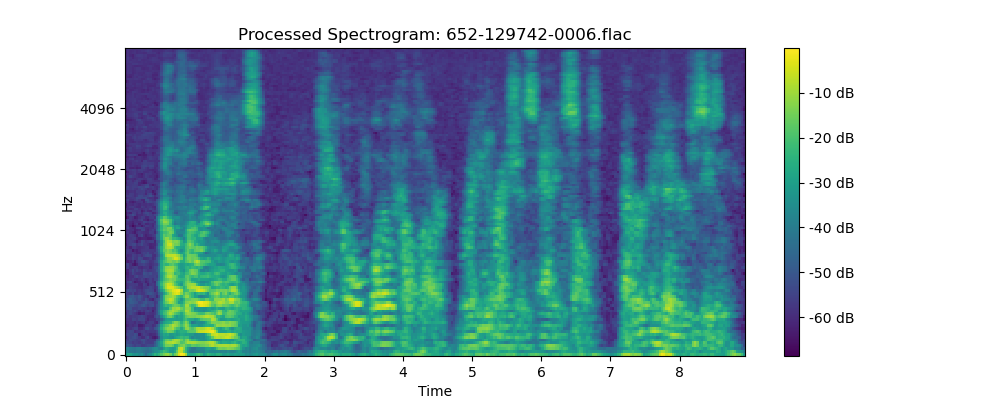 Processed Spectrogram: 652-129742-0006.flac
Hz
4096
2048
1024
512
0
0 1 2 3 4 5 6 7 8
Time
-10 dB
-20 dB
-30 dB
-40 dB
-50 dB
-60 dB